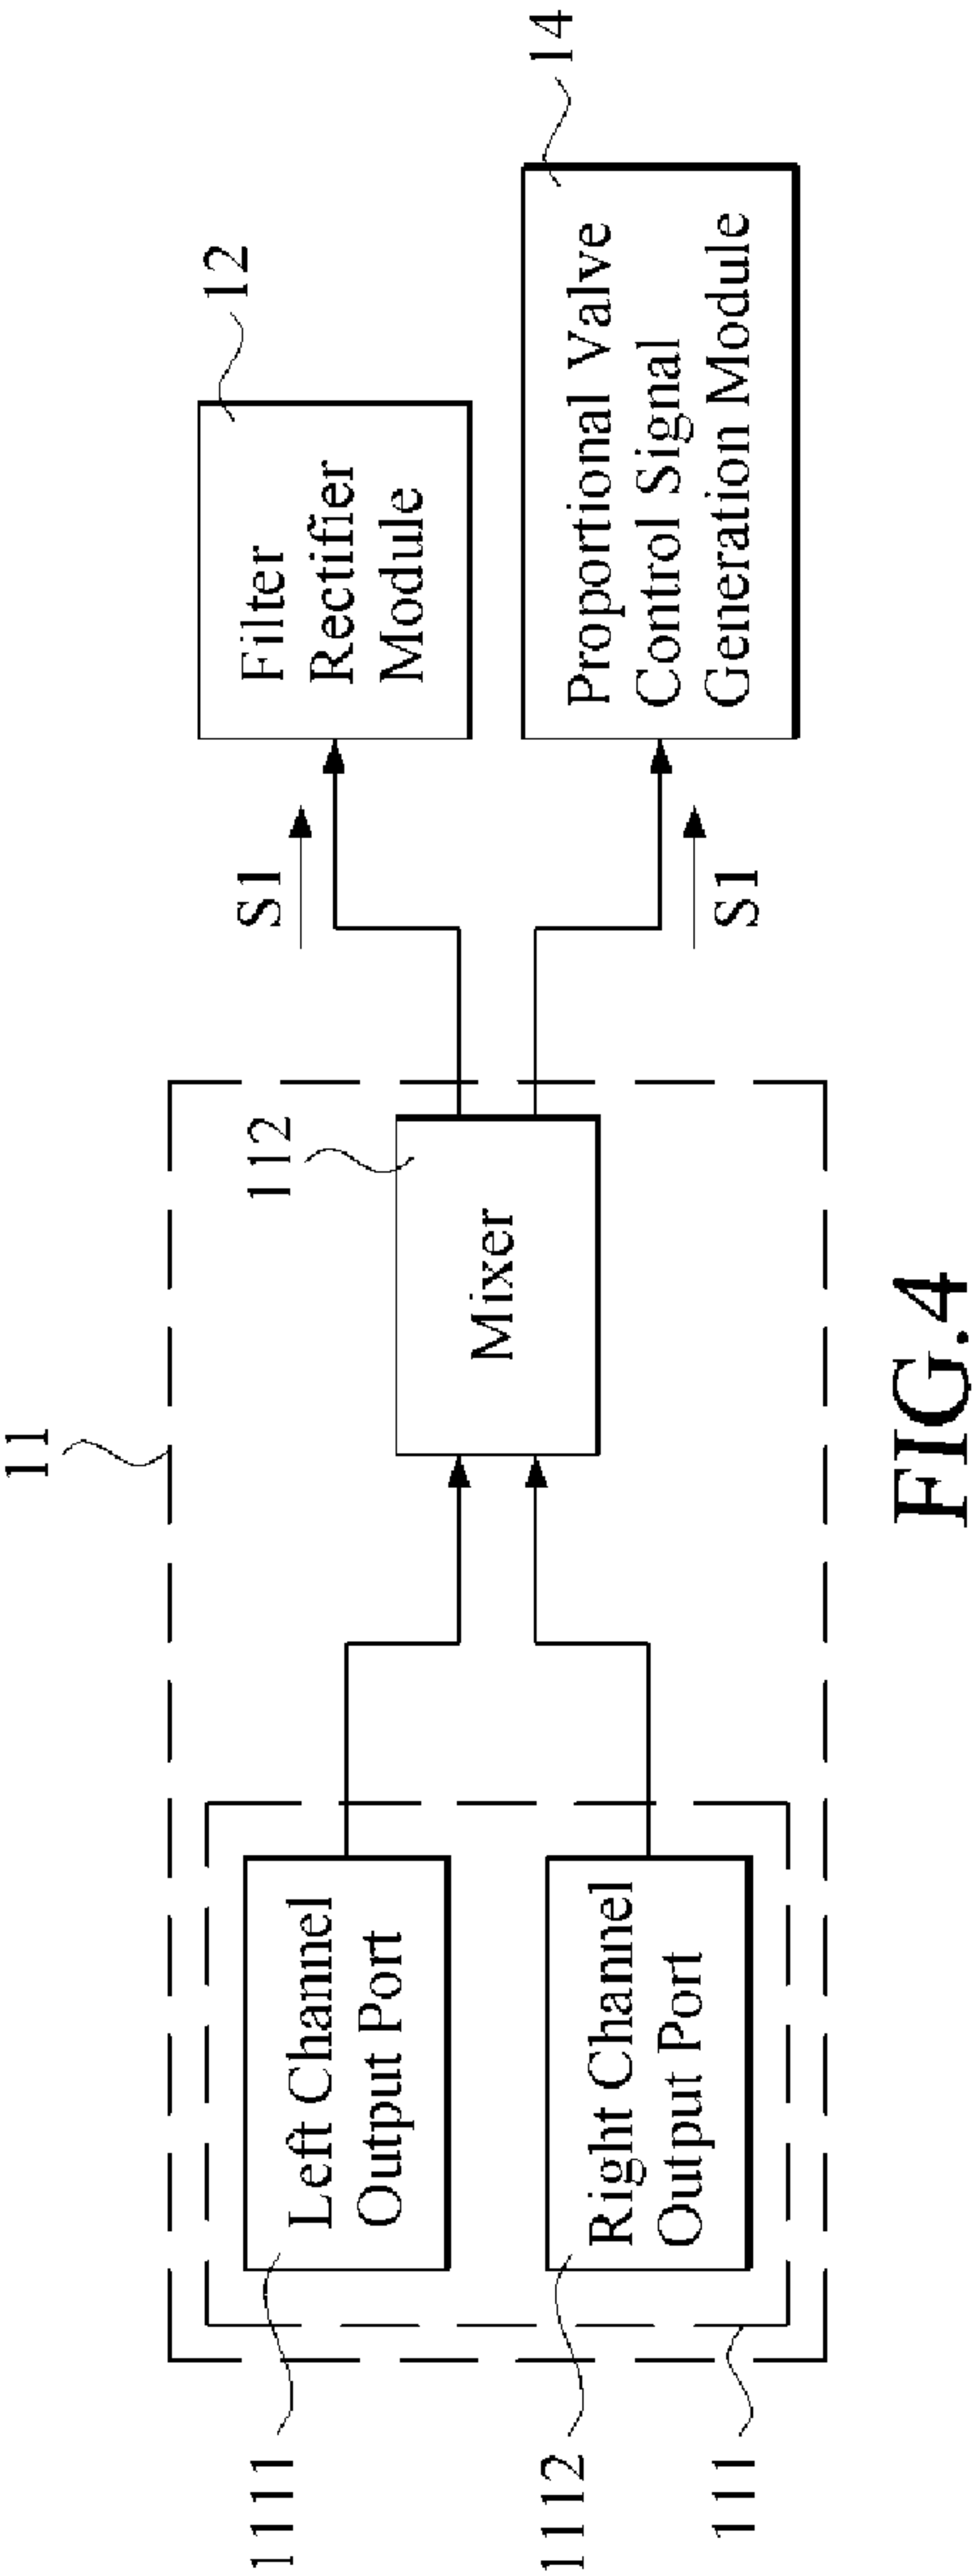 11
1111
Left Channel
Output Port
1112
Right Channel
Output Port
111
112
Mixer
S1
S1
12
Filter
Rectifier
Module
14
Proportional Valve
Control Signal
Generation Module
FIG.4